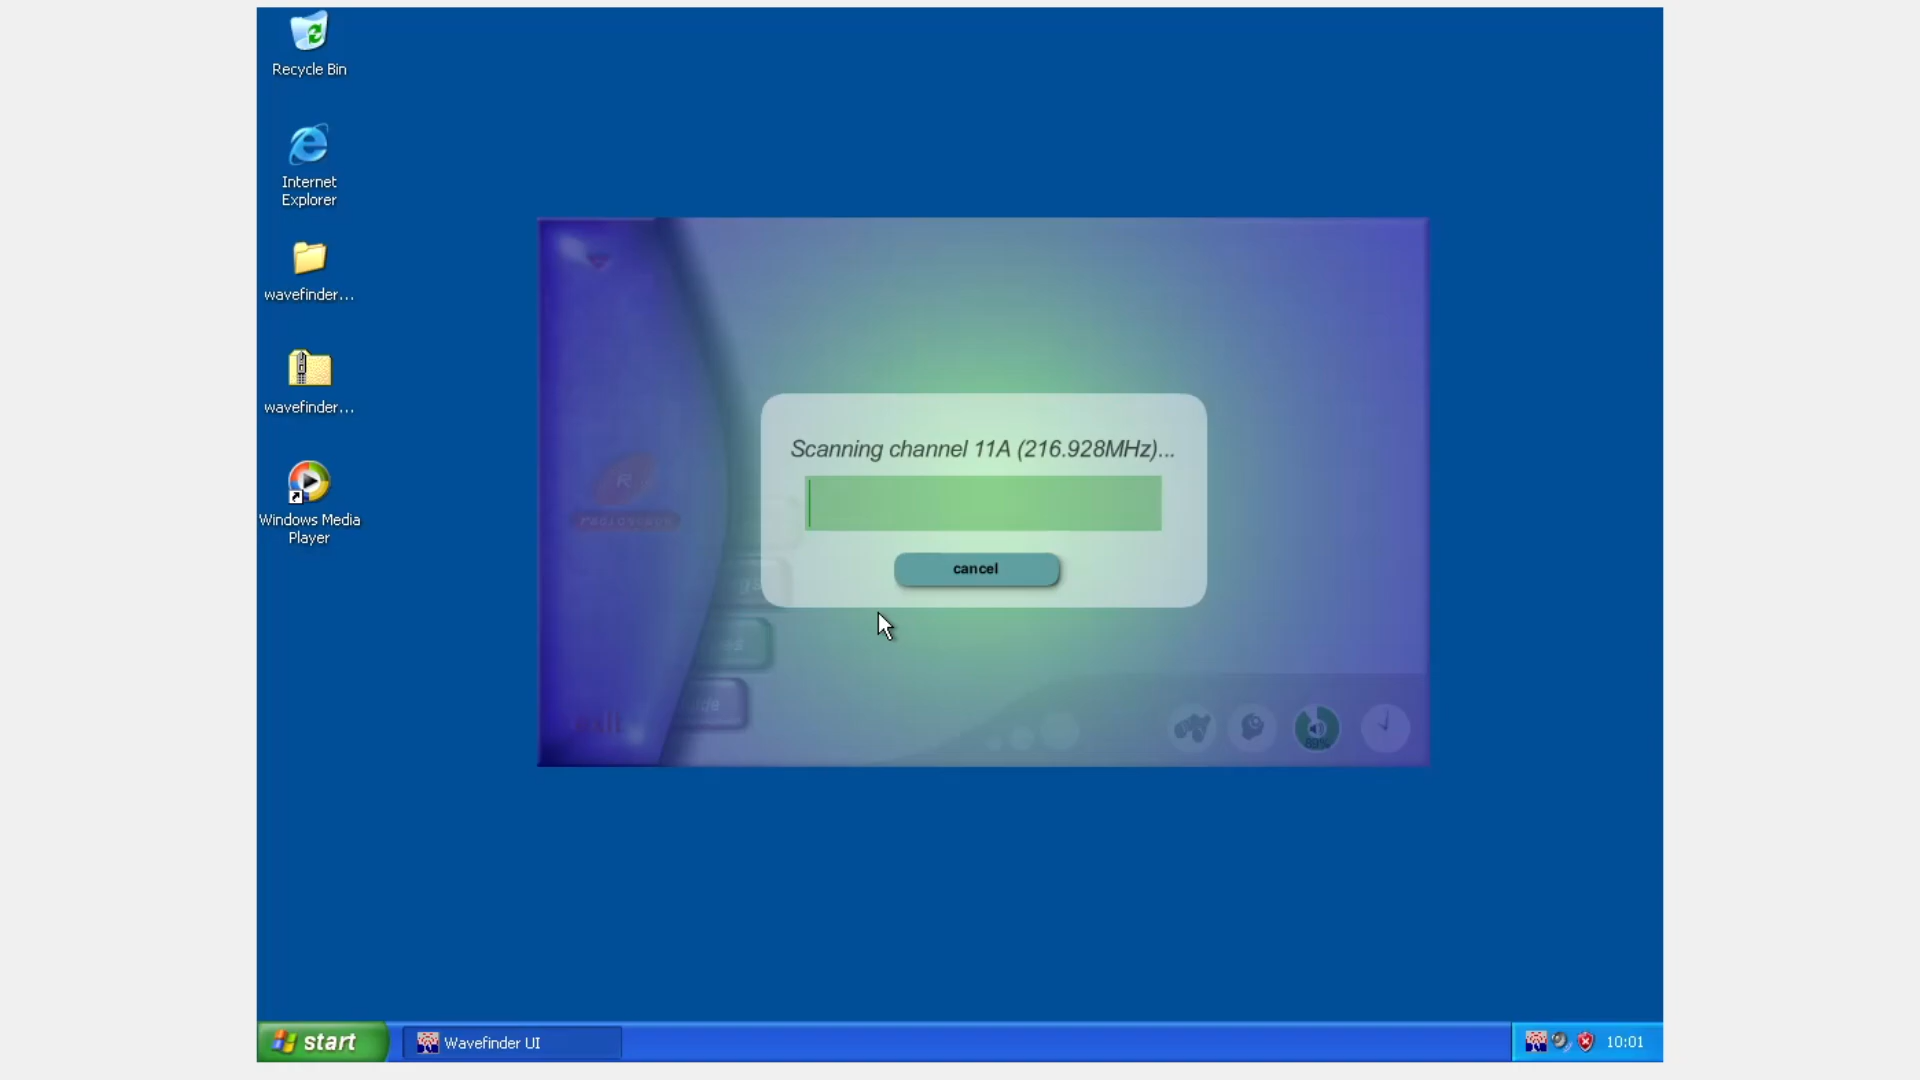 Recycle Bin
Internet
Explorer
wavefinder...
wavefinder...
Windows Media
Player
Scanning channel 11A (216.928MHz)...
cancel
start
Wavefinder UI
10:01